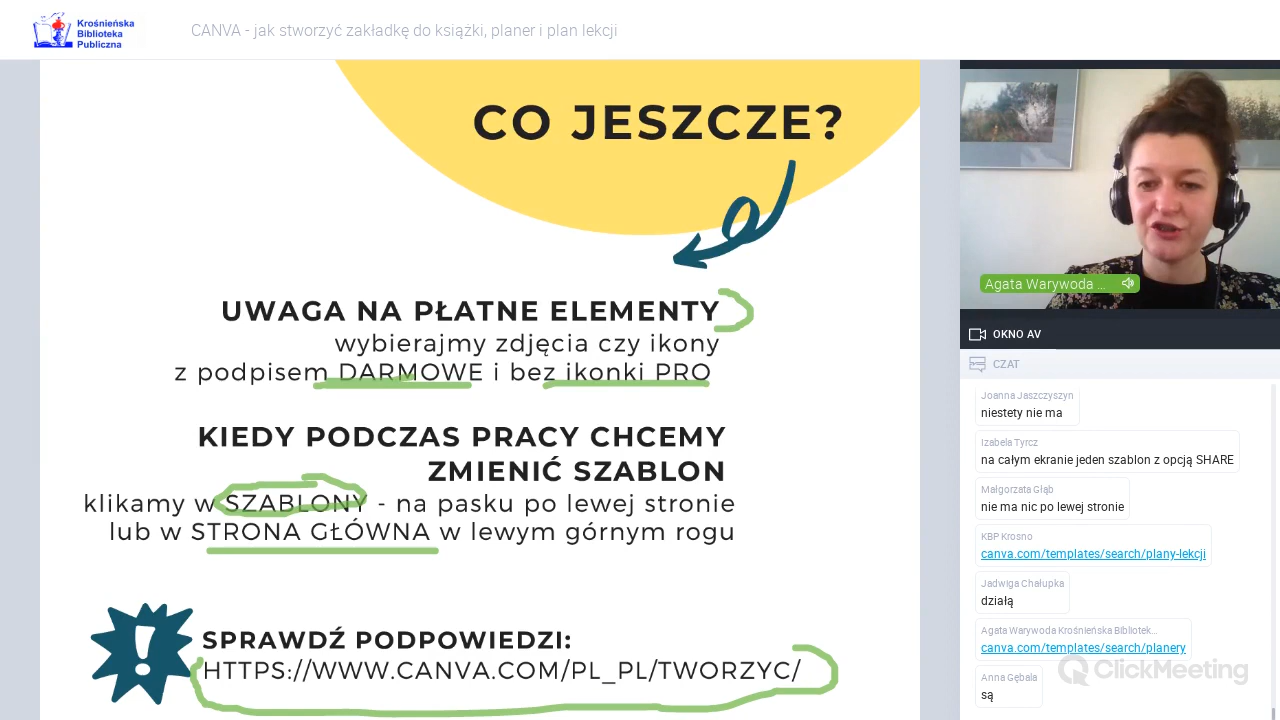 Krośnieńska
Biblioteka
Publiczna
CANVA - jak stworzyć zakładkę do książki, planer i plan lekcji
CO JESZCZE?
UWAGA NA PŁATNE ELEMENTY
wybierajmy zdjęcia czy ikony
z podpisem DARMOWE i bez ikonki PRO
KIEDY PODCZAS PRACY CHCEMY
ZMIENIĆ SZABLON
klikamy w SZABLONY - na pasku po lewej stronie
lub w STRONA GŁÓWNA w lewym górnym rogu
SPRAWDŹ PODPOWIEDZI:
HTTPS://WWW.CANVA.COM/PL_PL/TWORZYC/
Agata Warywoda ...
OKNO AV
CZAT
Joanna Jaszczyszyn
niestety nie ma
Izabela Tyrcz
na całym ekranie jeden szablon z opcją SHARE
Małgorzata Głąb
nie ma nic po lewej stronie
KBP Krosno
canva.com/templates/search/plany-lekcji
Jadwiga Chałupka
działą
Agata Warywoda Krośnieńska Bibliotek...
canva.com/templates/search/planery
Anna Gębala
są
ClickMeeting